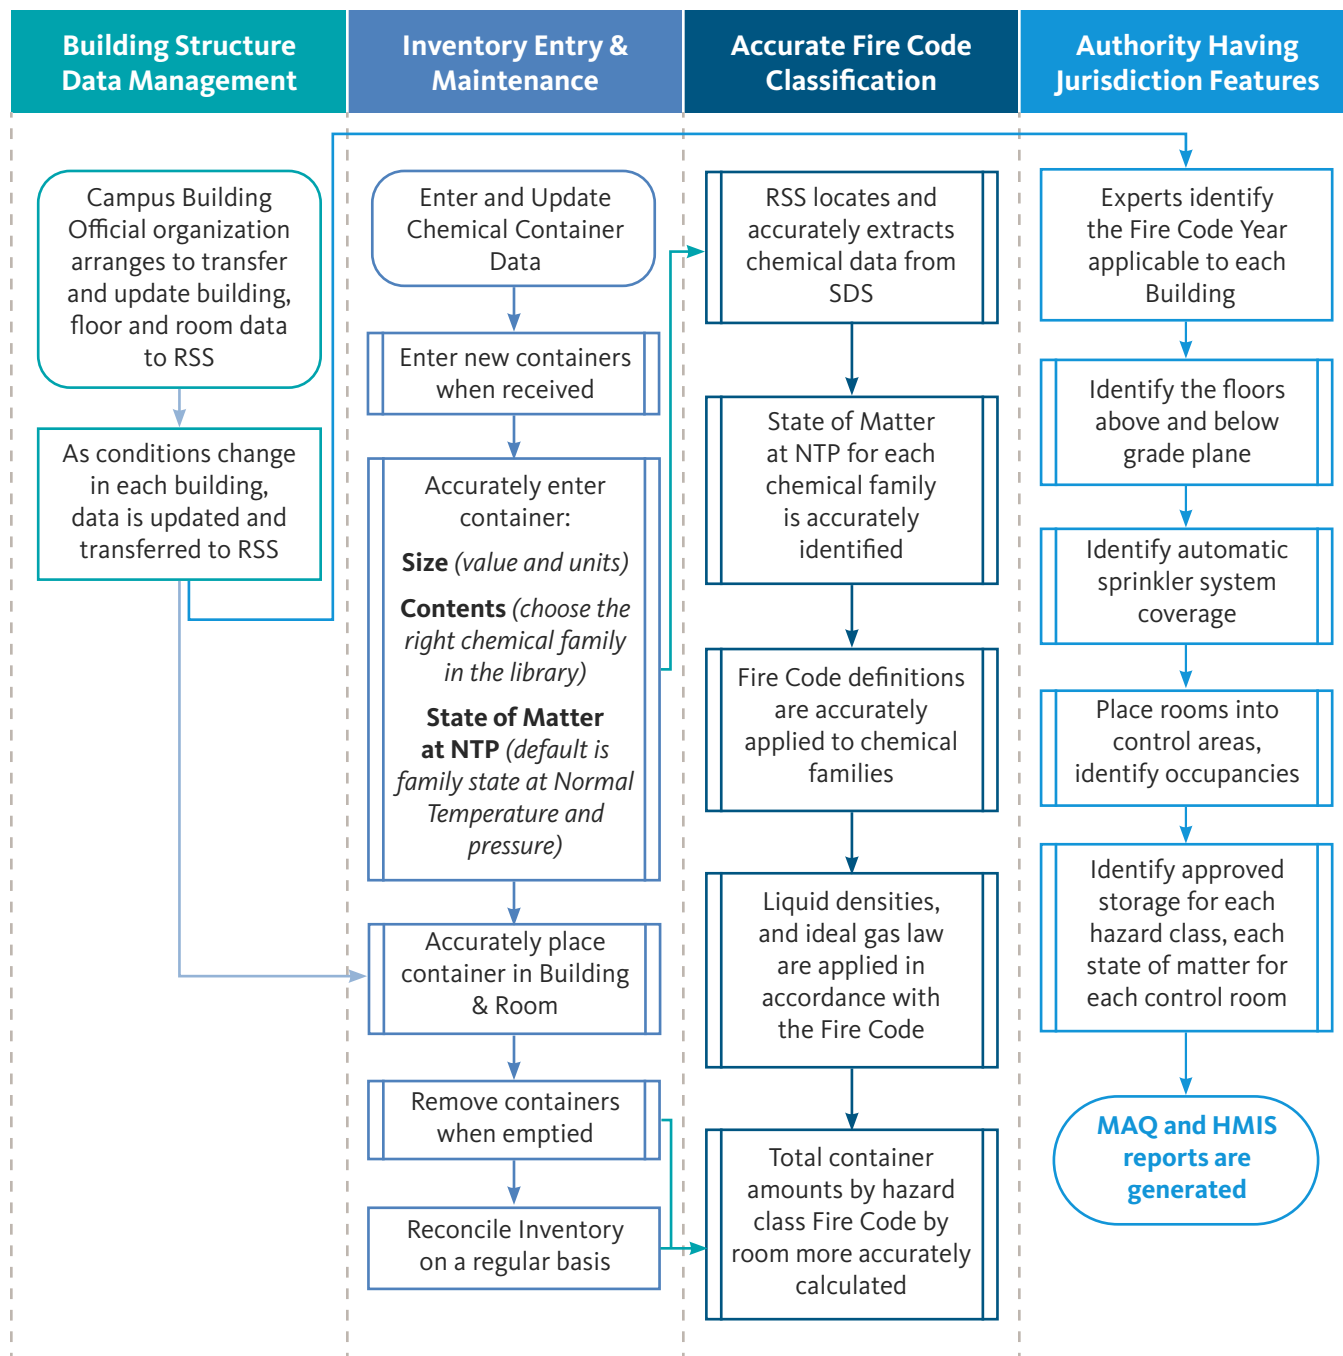 Building Structure
Data Management
Inventory Entry &
Maintenance
Accurate Fire Code
Classification
Authority Having
Jurisdiction Features
Campus Building
Official organization
arranges to transfer
and update building,
floor and room data
to RSS
As conditions change
in each building,
data is updated and
transferred to RSS
Enter and Update
Chemical Container
Data
Enter new containers
when received
Accurately enter
container:
Size (value and units)
Contents (choose the
right chemical family
in the library)
State of Matter
at NTP (default is
family state at Normal
Temperature and
pressure)
Accurately place
container in Building
& Room
Remove containers
when emptied
Reconcile Inventory
on a regular basis
RSS locates and
accurately extracts
chemical data from
SDS
State of Matter
at NTP for each
chemical family
is accurately
identified
Fire Code definitions
are accurately
applied to chemical
families
Liquid densities,
and ideal gas law
are applied in
accordance with
the Fire Code
Total container
amounts by hazard
class Fire Code by
room more accurately
calculated
Experts identify
the Fire Code Year
applicable to each
Building
Identify the floors
above and below
grade plane
Identify automatic
sprinkler system
coverage
Place rooms into
control areas,
identify occupancies
Identify approved
storage for each
hazard class, each
state of matter for
each control room
MAQ and HMIS
reports are
generated